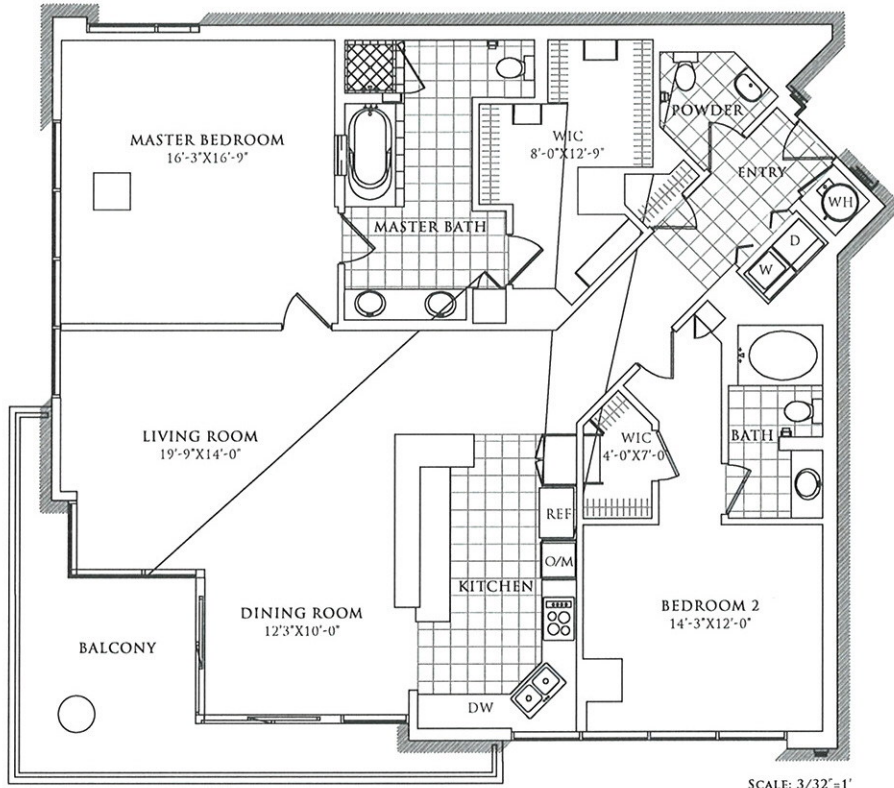 MASTER BEDROOM
16'-3"X16'-9"
WIC
8'-0"X12'-9"
POWDER
ENTRY
WH
D
W
MASTER BATH
LIVING ROOM
19'-9"X14'-0"
WIC
4'-0"X7'-0"
BATH
REF
O/M
KITCHEN
DINING ROOM
12'3"X10'-0"
BEDROOM 2
14'-3"X12'-0"
BALCONY
DW
SCALE: 3/32"=1'